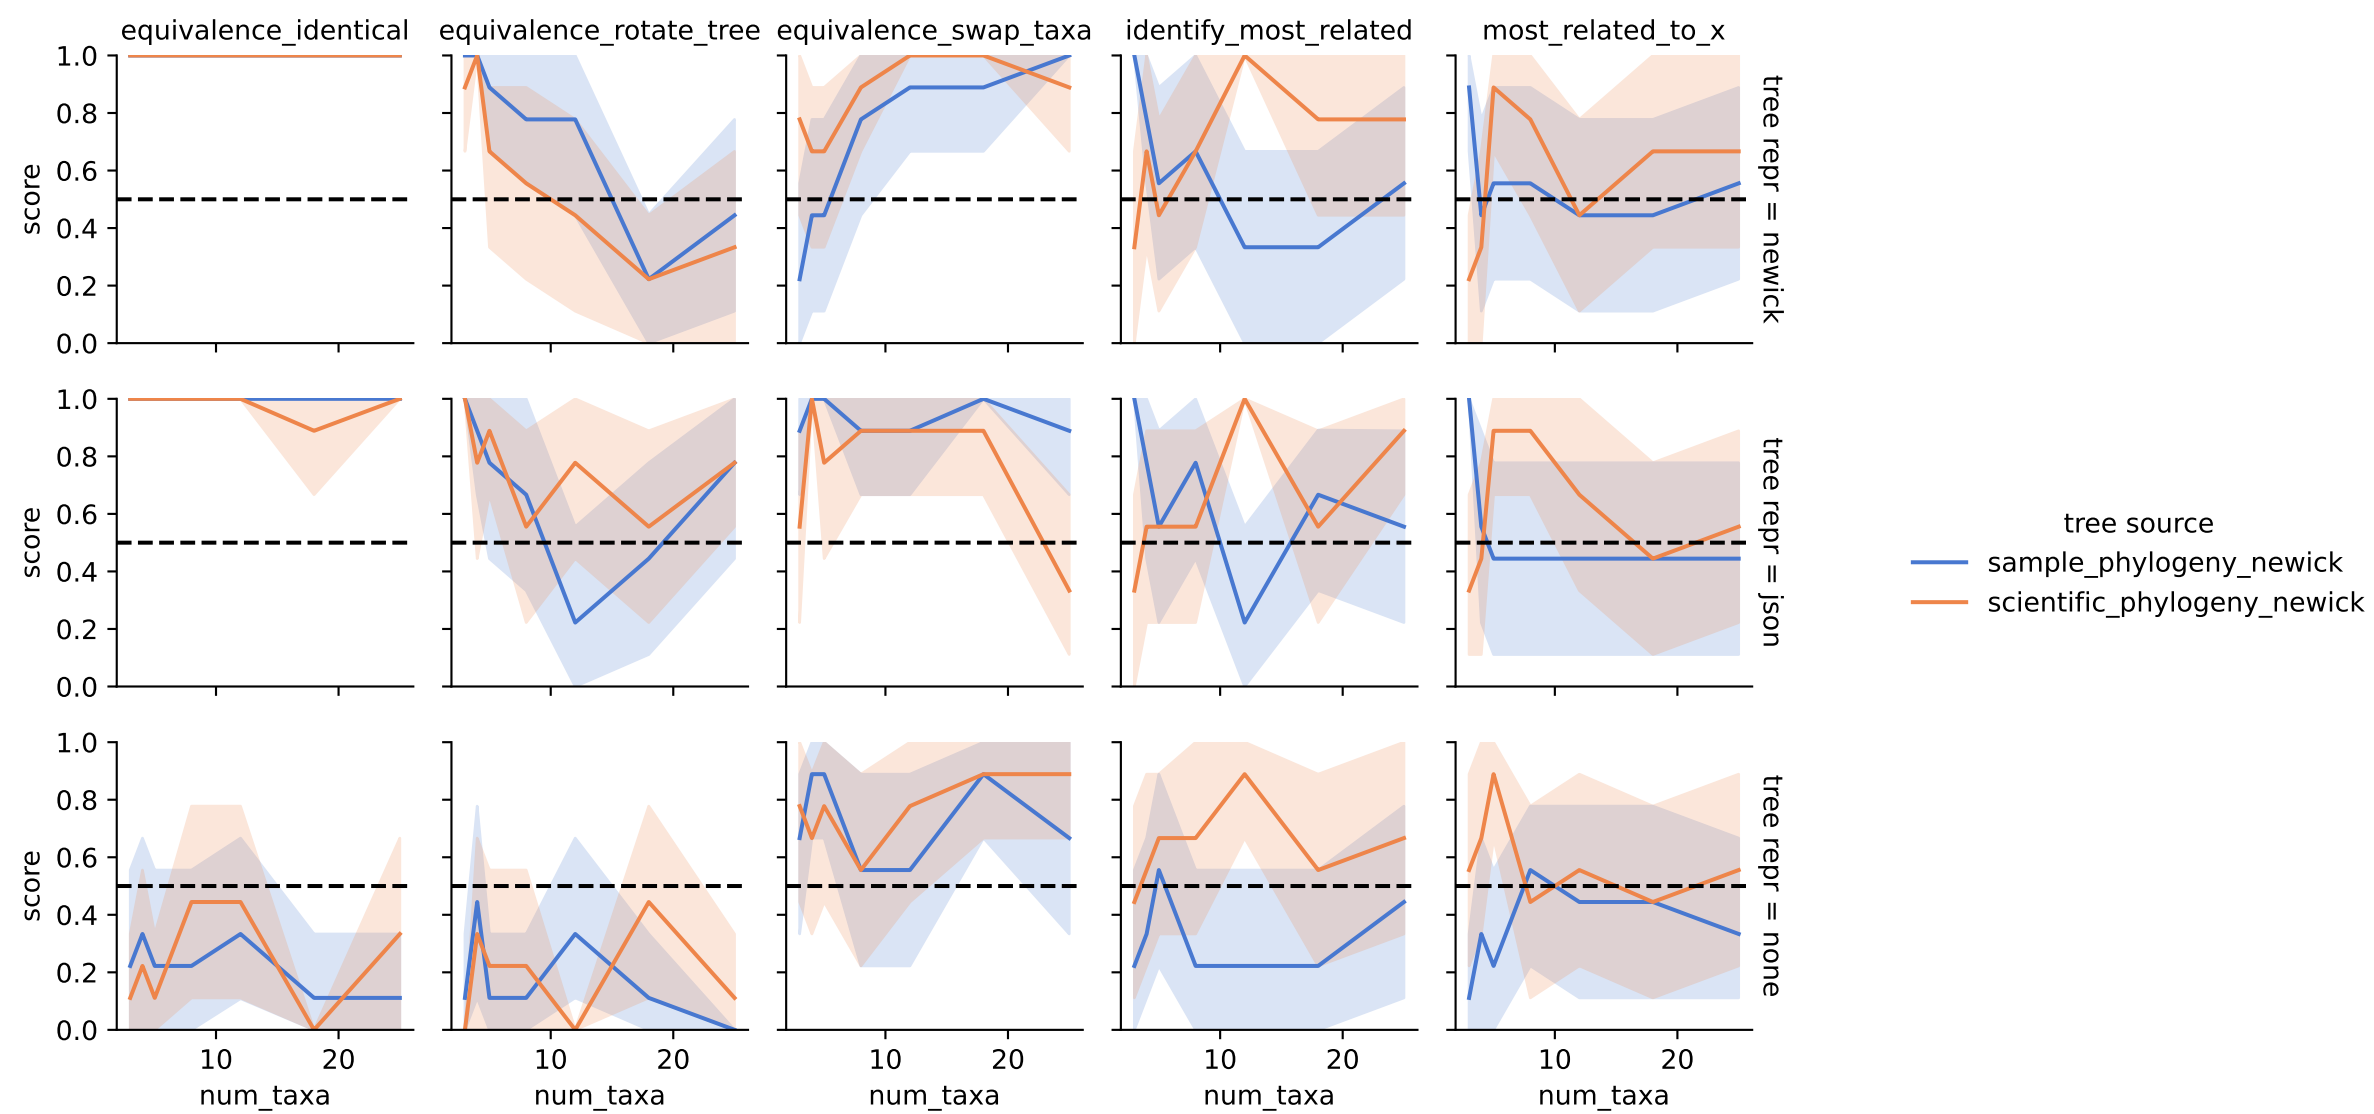 equivalence_identical
equivalence_rotate_tree
equivalence_swap_taxa
identify_most_related
most_related_to_x
1.0
0.8
0.6
0.4
0.2
0.0
score
tree repr = newick
1.0
0.8
0.6
0.4
0.2
0.0
score
tree repr = json
tree source
sample_phylogeny_newick
scientific_phylogeny_newick
1.0
0.8
0.6
0.4
0.2
0.0
score
tree repr = none
10 20
10 20
10 20
10 20
10 20
num_taxa
num_taxa
num_taxa
num_taxa
num_taxa